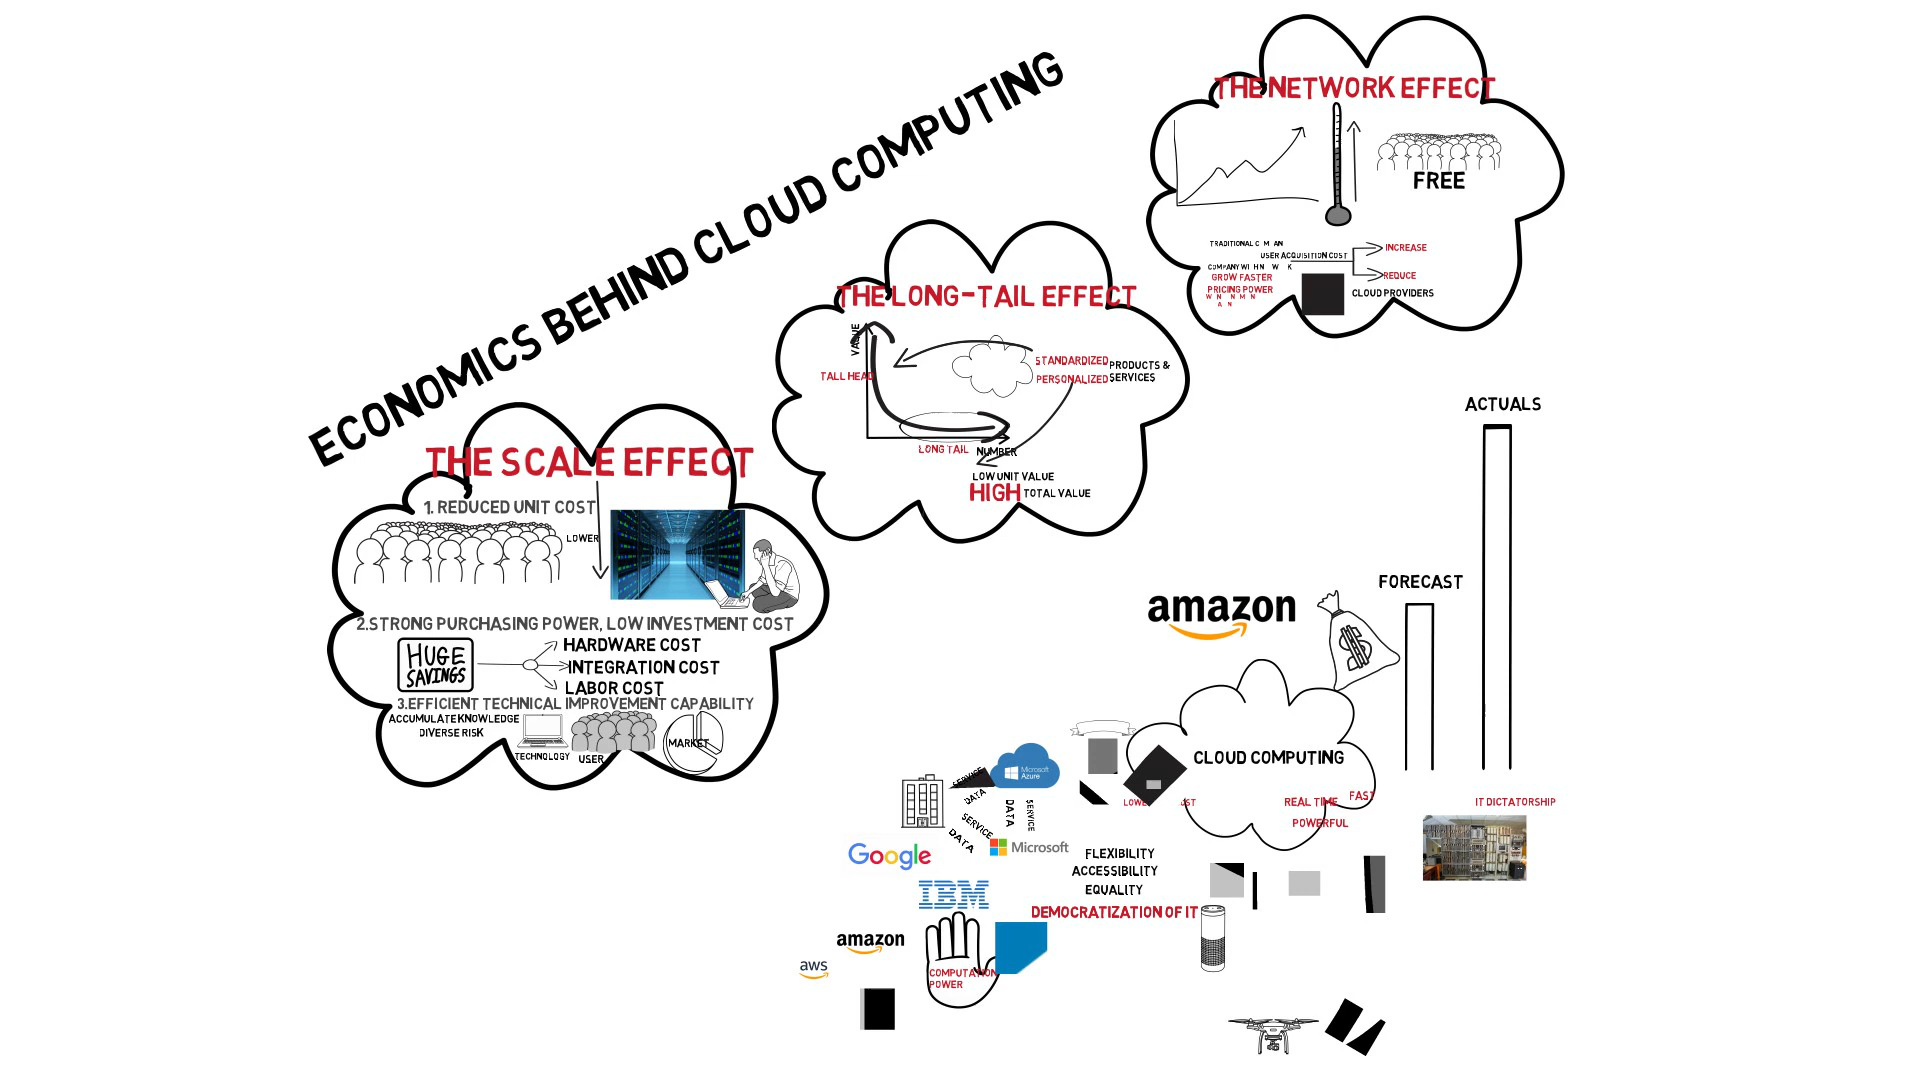 ECONOMICS BEHIND CLOUD COMPUTING
THE SCALE EFFECT
1. REDUCED UNIT COST
LOWER
2.STRONG PURCHASING POWER, LOW INVESTMENT COST
HUGE
SAVINGS
HARDWARE COST
INTEGRATION COST
LABOR COST
3.EFFICIENT TECHNICAL IMPROVEMENT CAPABILITY
ACCUMULATE KNOWLEDGE
DIVERSE RISK
TECHNOLOGY
USER
MARKET
THE LONG-TAIL EFFECT
VALUE
TALL HEAD
STANDARDIZED
PERSONALIZED
PRODUCTS &
SERVICES
LONG TAIL
NUMBER
LOW UNIT VALUE
HIGH TOTAL VALUE
THE NETWORK EFFECT
FREE
TRADITIONAL
USER ACQUISITION COST
INCREASE
REDUCE
GROW FASTER
PRICING POWER
CLOUD PROVIDERS
ACTUALS
FORECAST
amazon
CLOUD COMPUTING
REAL TIME
FAST
POWERFUL
IT DICTATORSHIP
Microsoft
Azure
SERVICE
DATA
DATA
SERVICE
SERVICE
DATA
Google
Microsoft
IBM
FLEXIBILITY
ACCESSIBILITY
EQUALITY
DEMOCRATIZATION OF IT
amazon
aws
COMPUTATION
POWER